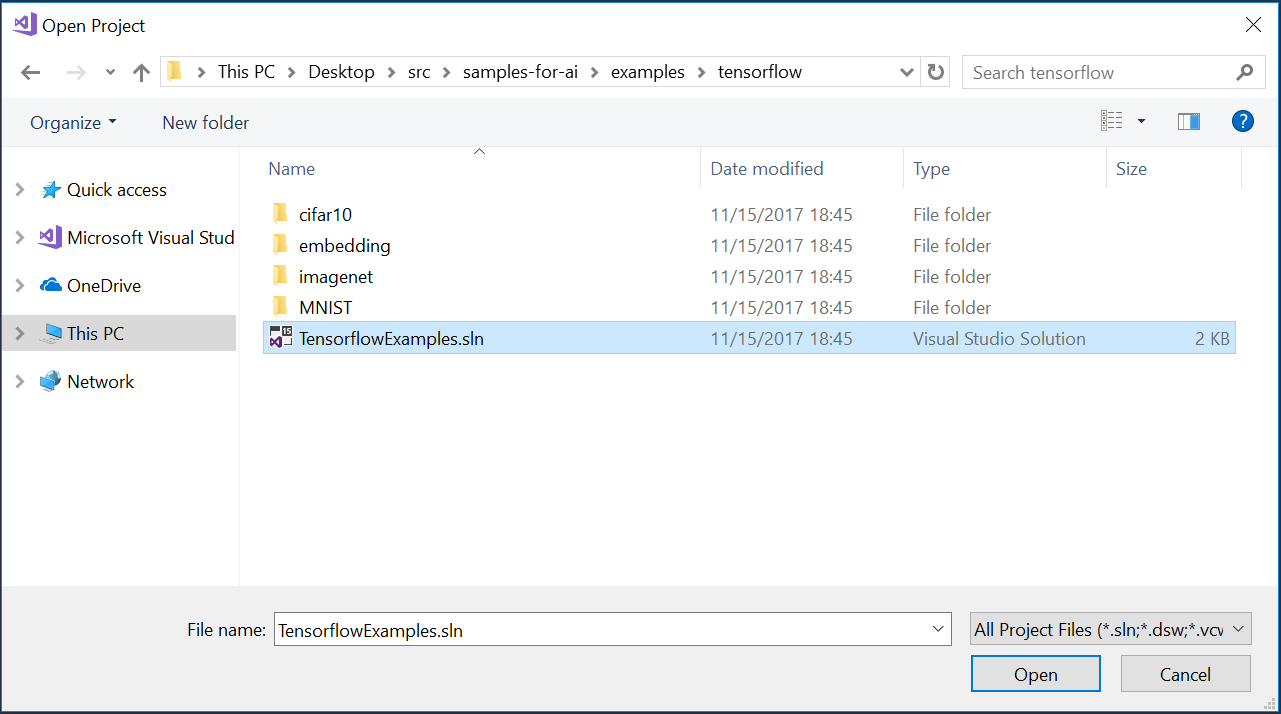 Open Project
This PC Desktop src samples-for-ai examples tensorflow Search tensorflow
Organize New folder
Name Date modified Type Size
Quick access
Microsoft Visual Stud
OneDrive
This PC
Network
cifar10 11/15/2017 18:45 File folder
embedding 11/15/2017 18:45 File folder
imagenet 11/15/2017 18:45 File folder
MNIST 11/15/2017 18:45 File folder
TensorflowExamples.sln 11/15/2017 18:45 Visual Studio Solution 2 KB
File name: TensorflowExamples.sln All Project Files (*.sln;*.dsw;*.vcv
Open Cancel